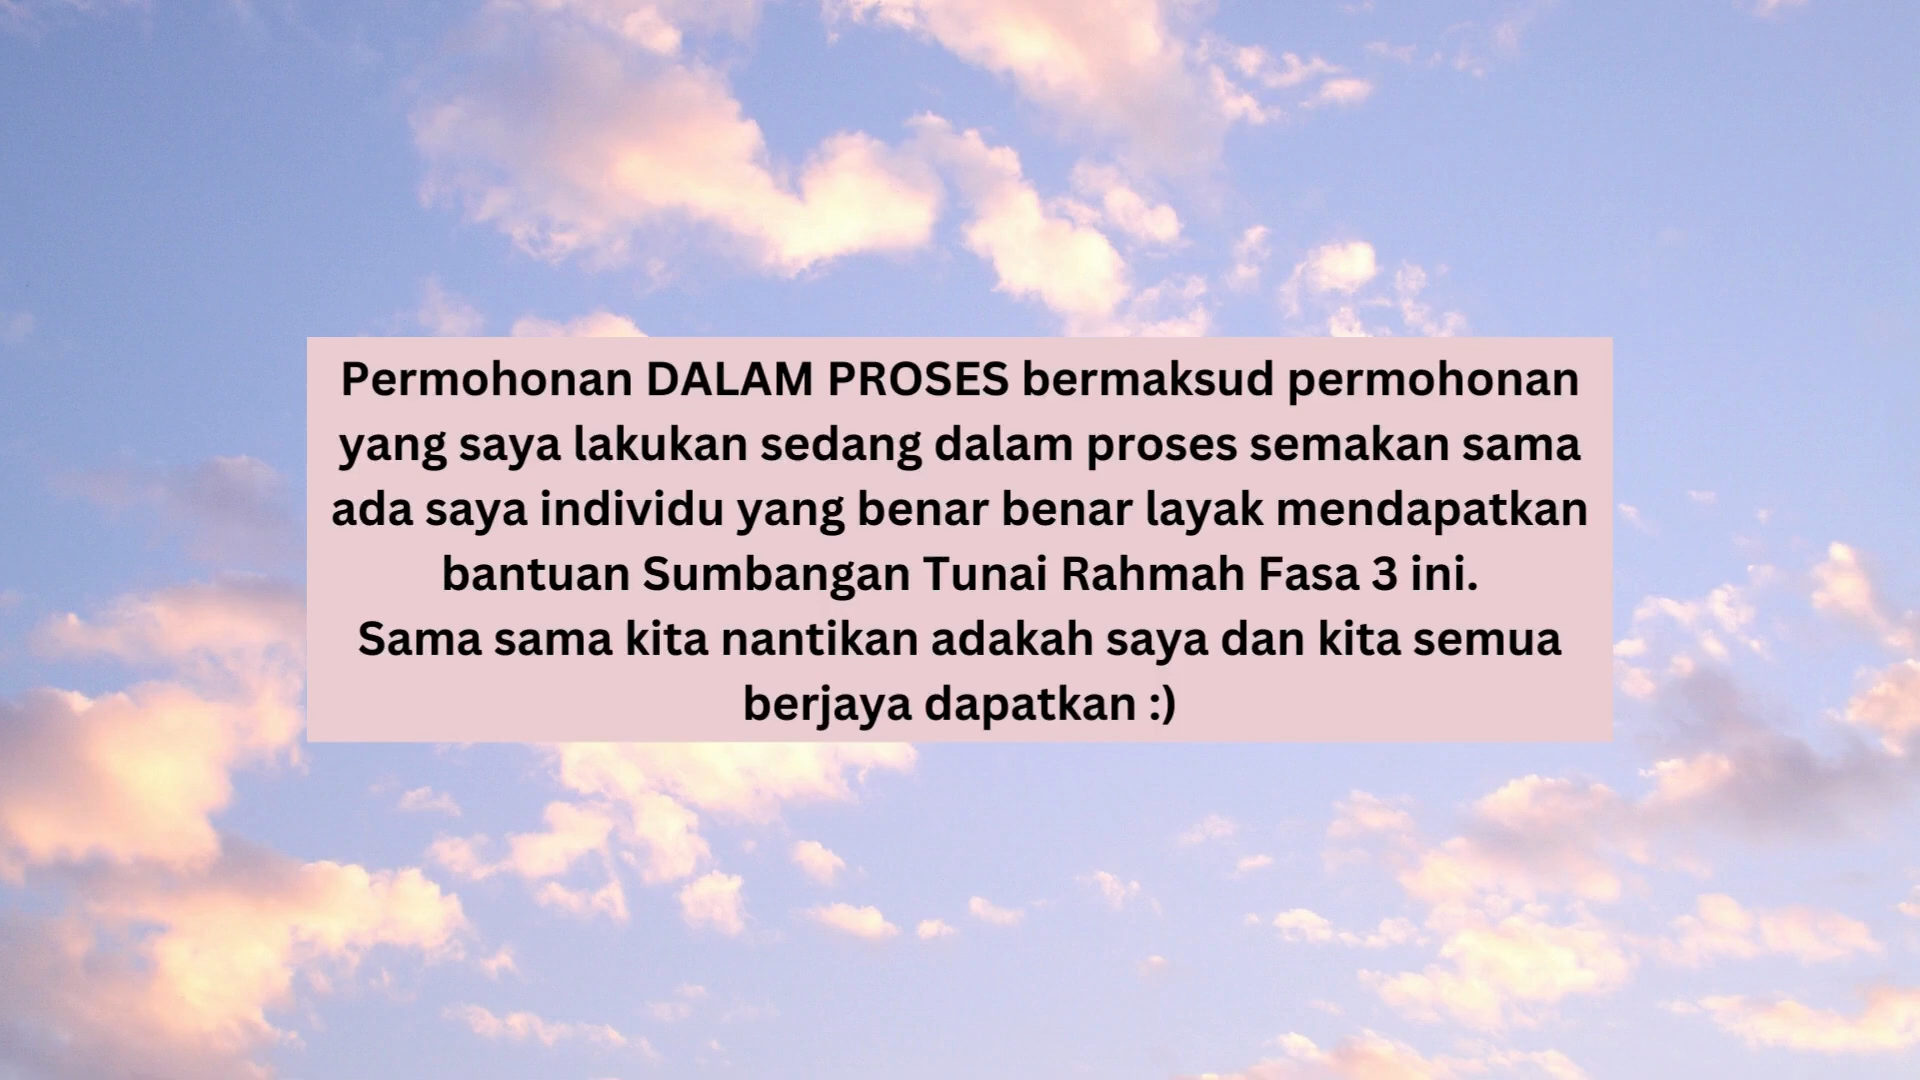 Permohonan DALAM PROSES bermaksud permohonan
yang saya lakukan sedang dalam proses semakan sama
ada saya individu yang benar benar layak mendapatkan
bantuan Sumbangan Tunai Rahmah Fasa 3 ini.
Sama sama kita nantikan adakah saya dan kita semua
berjaya dapatkan :)